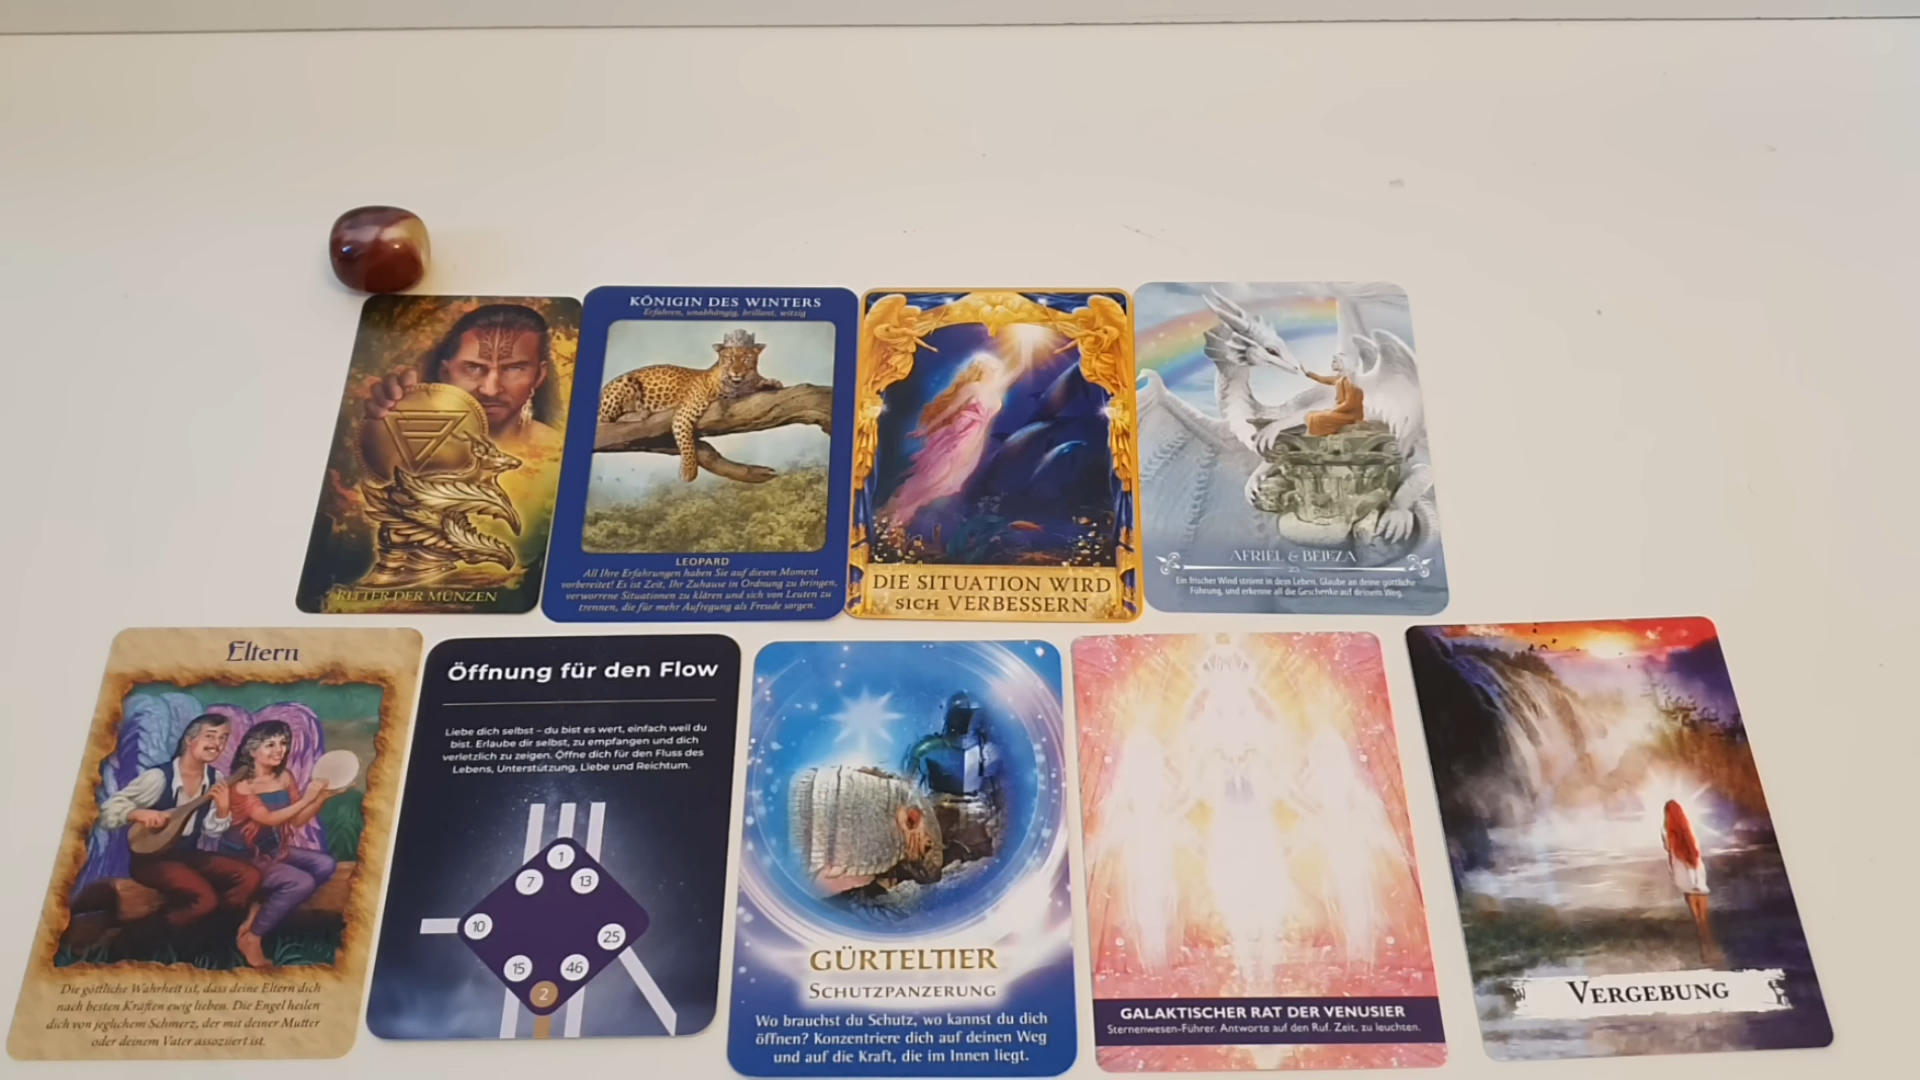 RITTER DER MÜNZEN
KÖNIGIN DES WINTERS
Erfahren, unabhängig, brillant, witzig
LEOPARD
All Ihre Erfahrungen haben Sie auf diesen Moment
vorbereitet! Es ist Zeit, Ihr Zuhause in Ordnung zu bringen,
verworrene Situationen zu klären und sich von Leuten zu
trennen, die für mehr Aufregung als Freude sorgen.
DIE SITUATION WIRD
SICH VERBESSERN
AFRIEL & BELEZA
23
Ein frischer Wind strömt in dein Leben. Glaube an deine göttliche
Führung, und erkenne all die Geschenke auf deinem Weg.
Eltern
Die göttliche Wahrheit ist, dass deine Eltern dich
nach besten Kräften ewig lieben. Die Engel heilen
dich von jeglichem Schmerz, der mit deiner Mutter
oder deinem Vater assoziiert ist.
Öffnung für den Flow
Liebe dich selbst – du bist es wert, einfach weil du
bist. Erlaube dir selbst, zu empfangen und dich
verletzlich zu zeigen. Öffne dich für den Fluss des
Lebens, Unterstützung, Liebe und Reichtum.
1
7 13
10
25
15 46
2
GÜRTELTIER
SCHUTZPANZERUNG
Wo brauchst du Schutz, wo kannst du dich
öffnen? Konzentriere dich auf deinen Weg
und auf die Kraft, die im Innen liegt.
GALAKTISCHER RAT DER VENUSIER
Sternenwesen-Führer. Antworte auf den Ruf. Zeit, zu leuchten.
VERGEBUNG